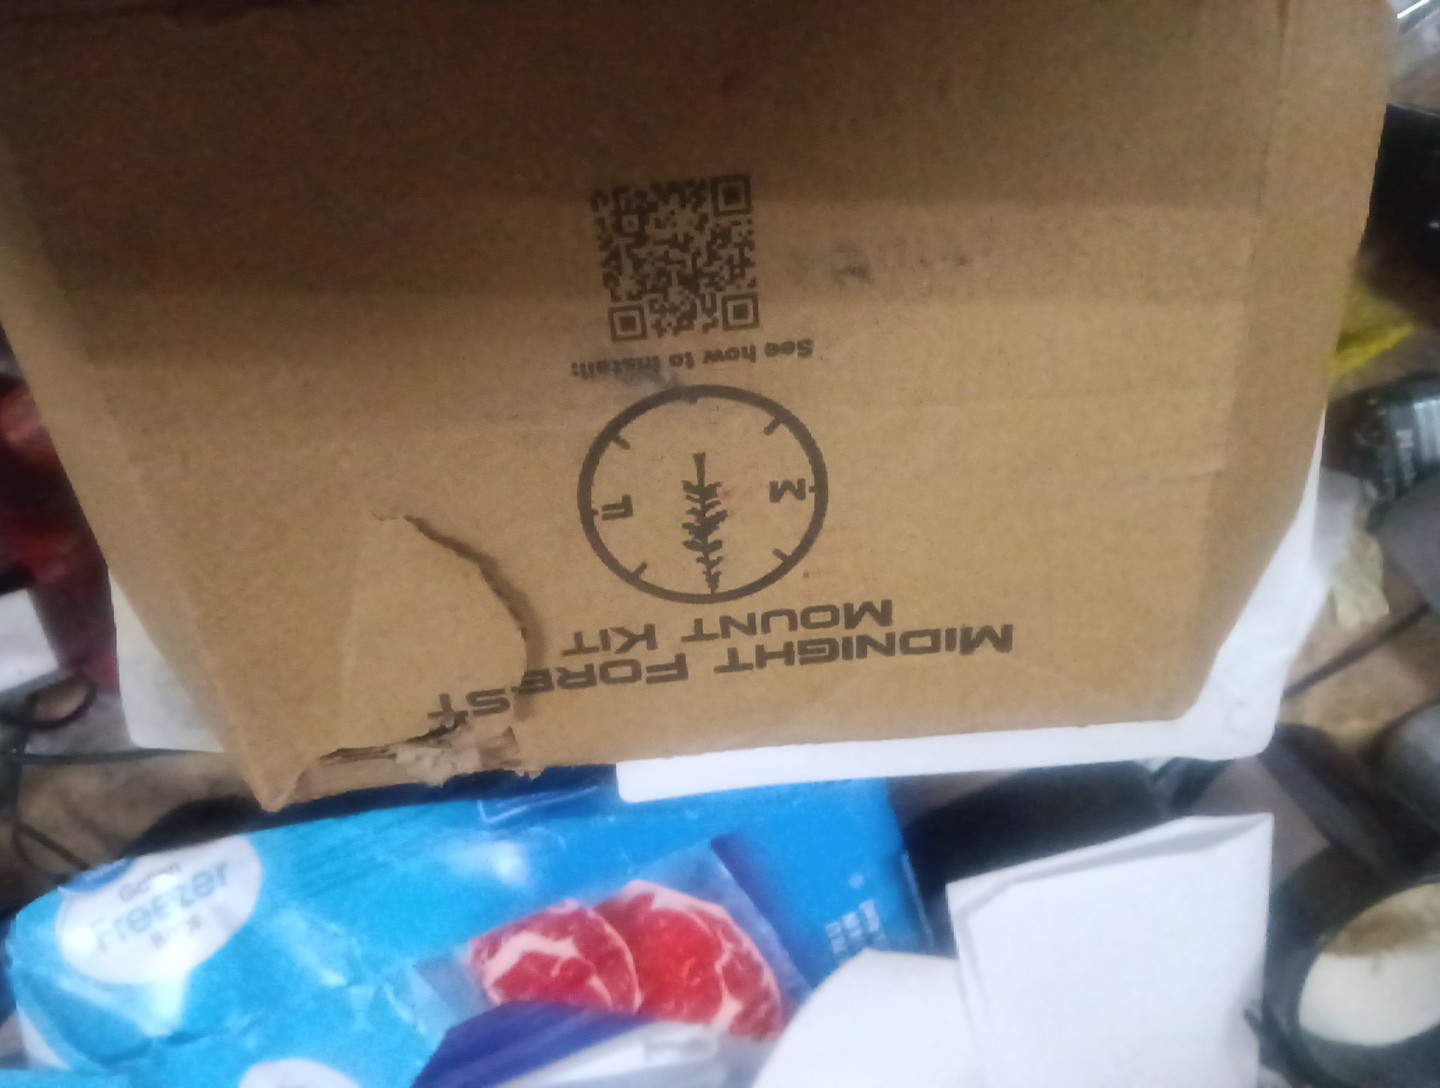 MIDNIGHT FOREST
MOUNT KIT
M F
See how to install:
Freezer